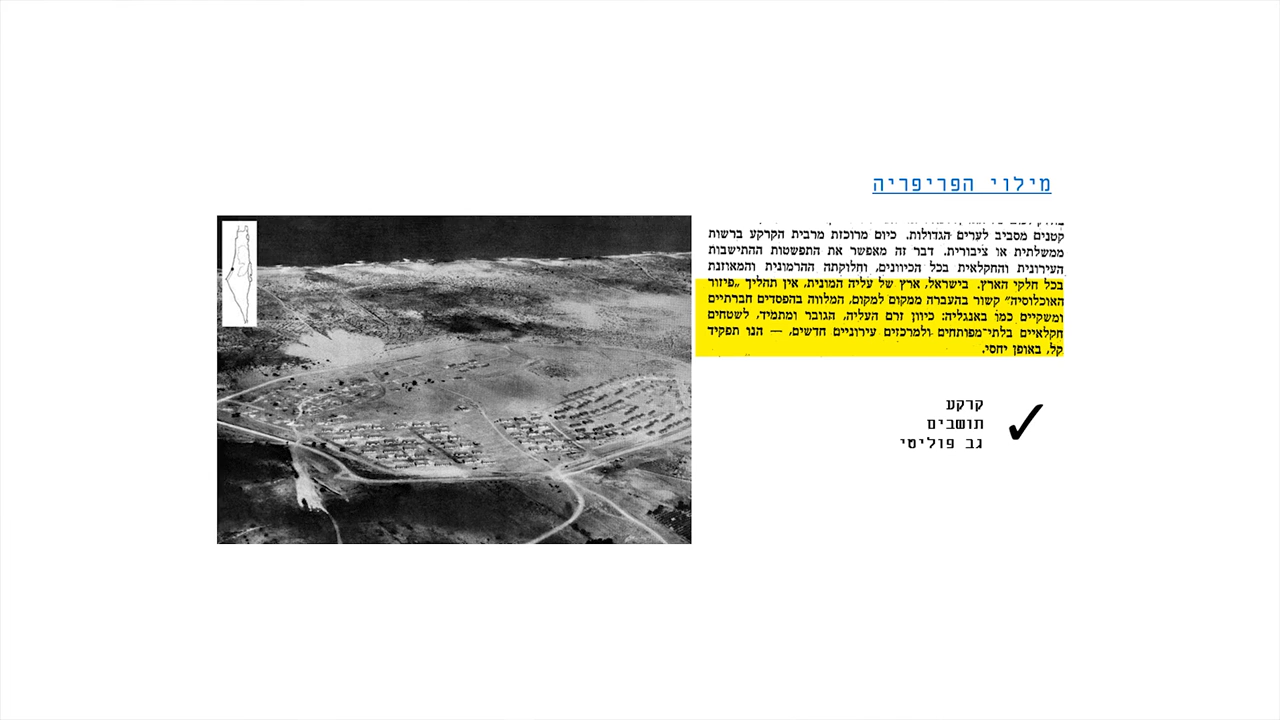 מילוי הפריפריה
קטנים מסביב לערים הגדולות. כיום מרוכזת מרבית הקרקע ברשות
ממשלתית או ציבורית. דבר זה מאפשר את התפשטות ההתישבות
העירונית והחקלאית בכל הכיוונים, וחלוקתה ההרמונית והמאוזנת
בכל חלקי הארץ. בישראל, ארץ של עליה המונית, אין תהליך „פיזור
האוכלוסיה” קשור בהעברה ממקום למקום, המלווה בהפסדים חברתיים
ומשקיים כמו באנגליה: כיוון זרם העליה, הגובר ומתמיד, לשטחים
חקלאיים בלתי־מפותחים ולמרכזים עירוניים חדשים, — הנו תפקיד
קל, באופן יחסי.
קרקע
תושבים
גב פוליטי